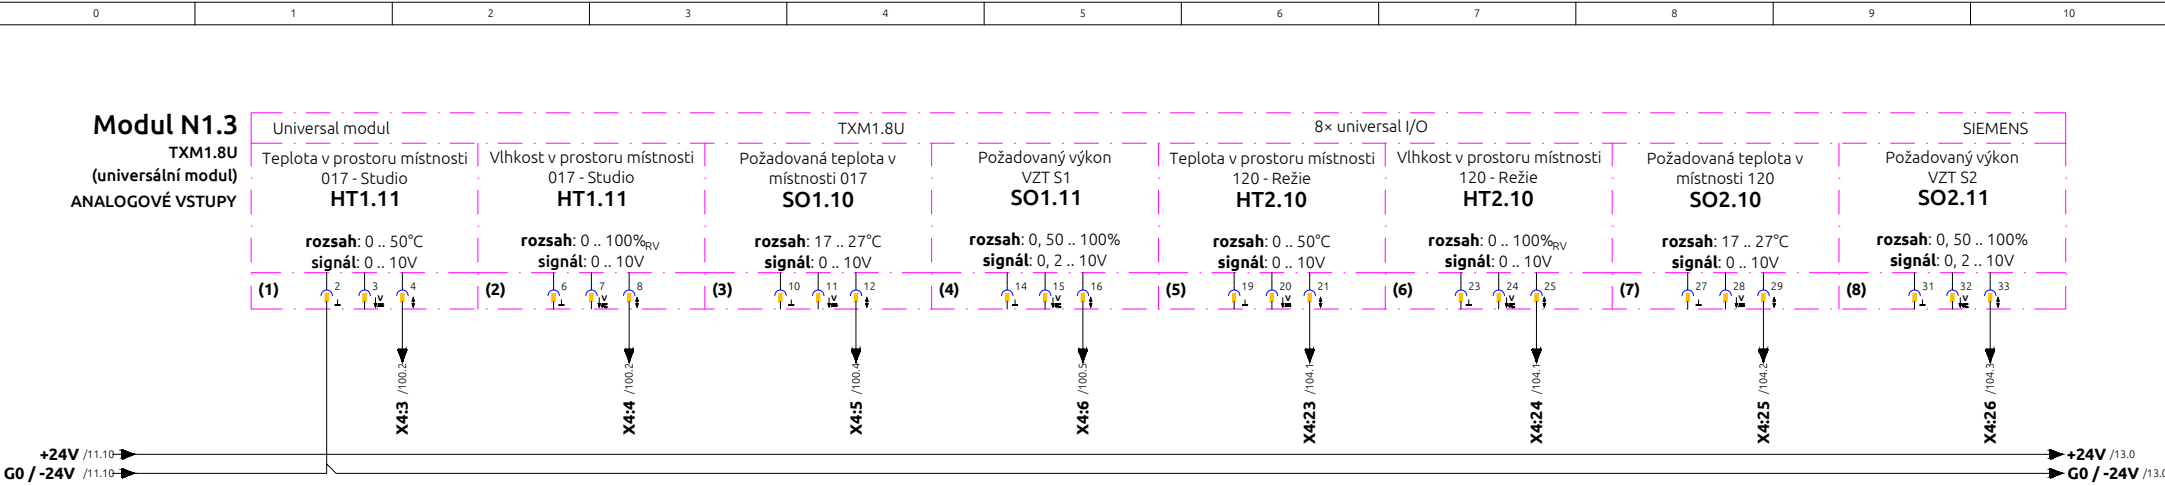 0 1 2 3 4 5 6 7 8 9 10
Modul N1.3
TXM1.8U
(universální modul)
ANALOGOVÉ VSTUPY
Universal modul TXM1.8U 8× universal I/O SIEMENS
Teplota v prostoru místnosti
017 - Studio
HT1.11
rozsah: 0 .. 50°C
signál: 0 .. 10V
(1) 2 3 4
Vlhkost v prostoru místnosti
017 - Studio
HT1.11
rozsah: 0 .. 100%RV
signál: 0 .. 10V
(2) 6 7 8
Požadovaná teplota v
místnosti 017
SO1.10
rozsah: 17 .. 27°C
signál: 0 .. 10V
(3) 10 11 12
Požadovaný výkon
VZT S1
SO1.11
rozsah: 0, 50 .. 100%
signál: 0, 2 .. 10V
(4) 14 15 16
Teplota v prostoru místnosti
120 - Režie
HT2.10
rozsah: 0 .. 50°C
signál: 0 .. 10V
(5) 19 20 21
Vlhkost v prostoru místnosti
120 - Režie
HT2.10
rozsah: 0 .. 100%RV
signál: 0 .. 10V
(6) 23 24 25
Požadovaná teplota v
místnosti 120
SO2.10
rozsah: 17 .. 27°C
signál: 0 .. 10V
(7) 27 28 29
Požadovaný výkon
VZT S2
SO2.11
rozsah: 0, 50 .. 100%
signál: 0, 2 .. 10V
(8) 31 32 33
X4:3 /100.2
X4:4 /100.2
X4:5 /100.4
X4:6 /100.5
X4:23 /104.1
X4:24 /104.1
X4:25 /104.2
X4:26 /104.3
+24V /11.10
G0 / -24V /11.10
+24V /13.0
G0 / -24V /13.0